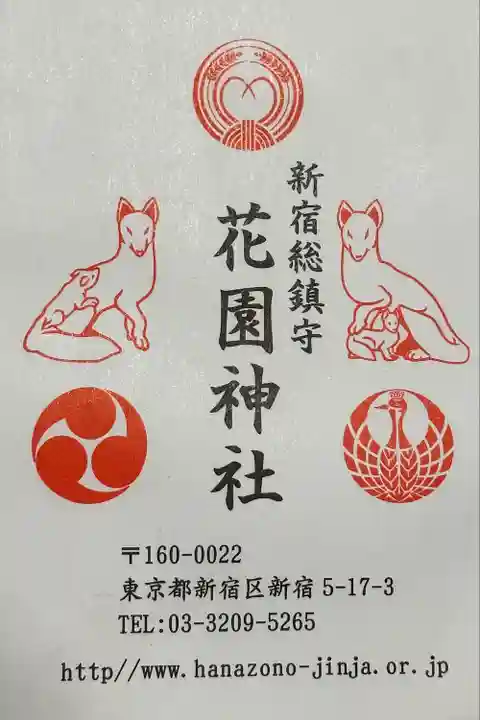 新宿総鎮守
花園神社
〒160-0022
東京都新宿区新宿5-17-3
TEL:03-3209-5265
http//www.hanazono-jinja.or.jp